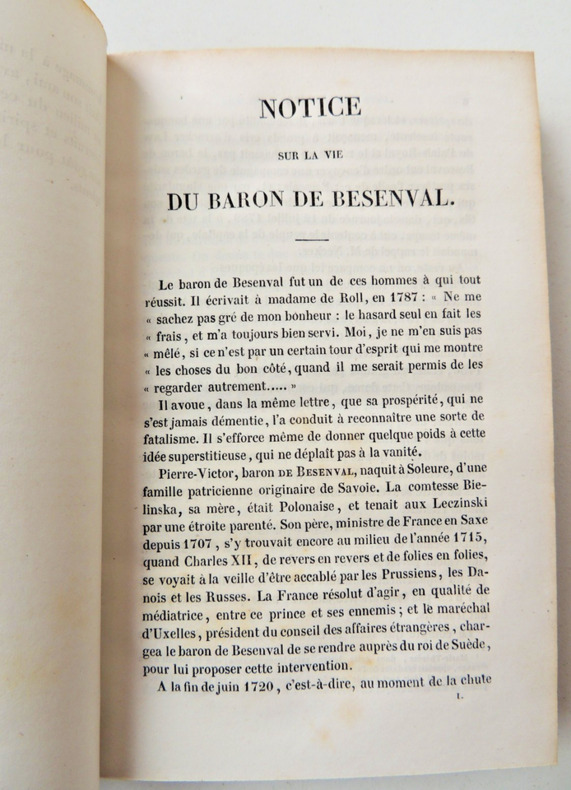 NOTICE
SUR LA VIE
DU BARON DE BESENVAL.
Le baron de Besenval fut un de ces hommes à qui tout
réussit. Il écrivait à madame de Roll, en 1787 : « Ne me
« sachez pas gré de mon bonheur : le hasard seul en fait les
« frais, et m'a toujours bien servi. Moi, je ne m'en suis pas
« mêlé, si ce n'est par un certain tour d'esprit qui me montre
« les choses du bon côté, quand il me serait permis de les
« regarder autrement..... »
Il avoue, dans la même lettre, que sa prospérité, qui ne
s'est jamais démentie, l'a conduit à reconnaître une sorte de
fatalisme. Il s'efforce même de donner quelque poids à cette
idée superstitieuse, qui ne déplaît pas à la vanité.
Pierre-Victor, baron DE BESENVAL, naquit à Soleure, d'une
famille patricienne originaire de Savoie. La comtesse Bie-
linska, sa mère, était Polonaise, et tenait aux Leczinski
par une étroite parenté. Son père, ministre de France en Saxe
depuis 1707, s'y trouvait encore au milieu de l'année 1715,
quand Charles XII, de revers en revers et de folies en folies,
se voyait à la veille d'être accablé par les Prussiens, les Da-
nois et les Russes. La France résolut d'agir, en qualité de
médiatrice, entre ce prince et ses ennemis ; et le maréchal
d'Uxelles, président du conseil des affaires étrangères, char-
gea le baron de Besenval de se rendre auprès du roi de Suède,
pour lui proposer cette intervention.
A la fin de juin 1720, c'est-à-dire, au moment de la chute
I.